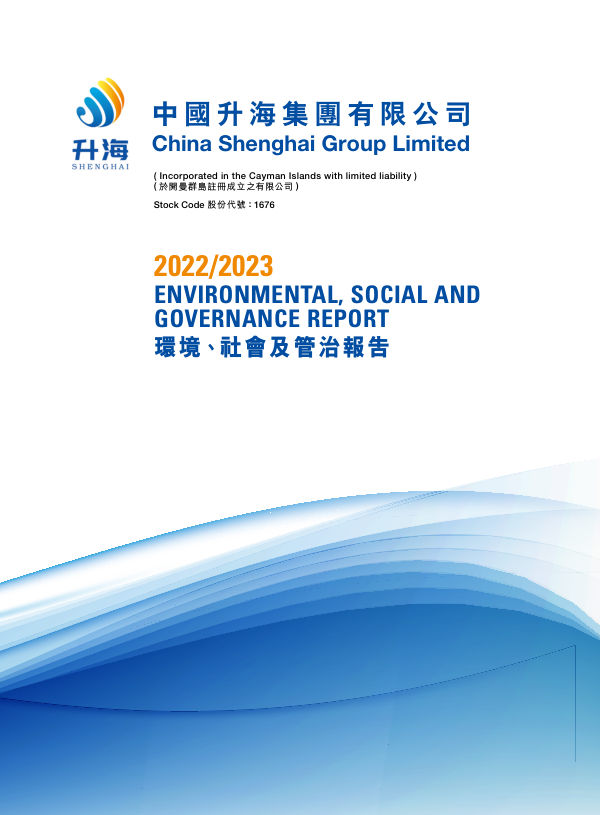 升海
SHENGHAI
中國升海集團有限公司
China Shenghai Group Limited
( Incorporated in the Cayman Islands with limited liability )
( 於開曼群島註冊成立之有限公司 )
Stock Code 股份代號：1676
2022/2023
ENVIRONMENTAL, SOCIAL AND
GOVERNANCE REPORT
環境、社會及管治報告